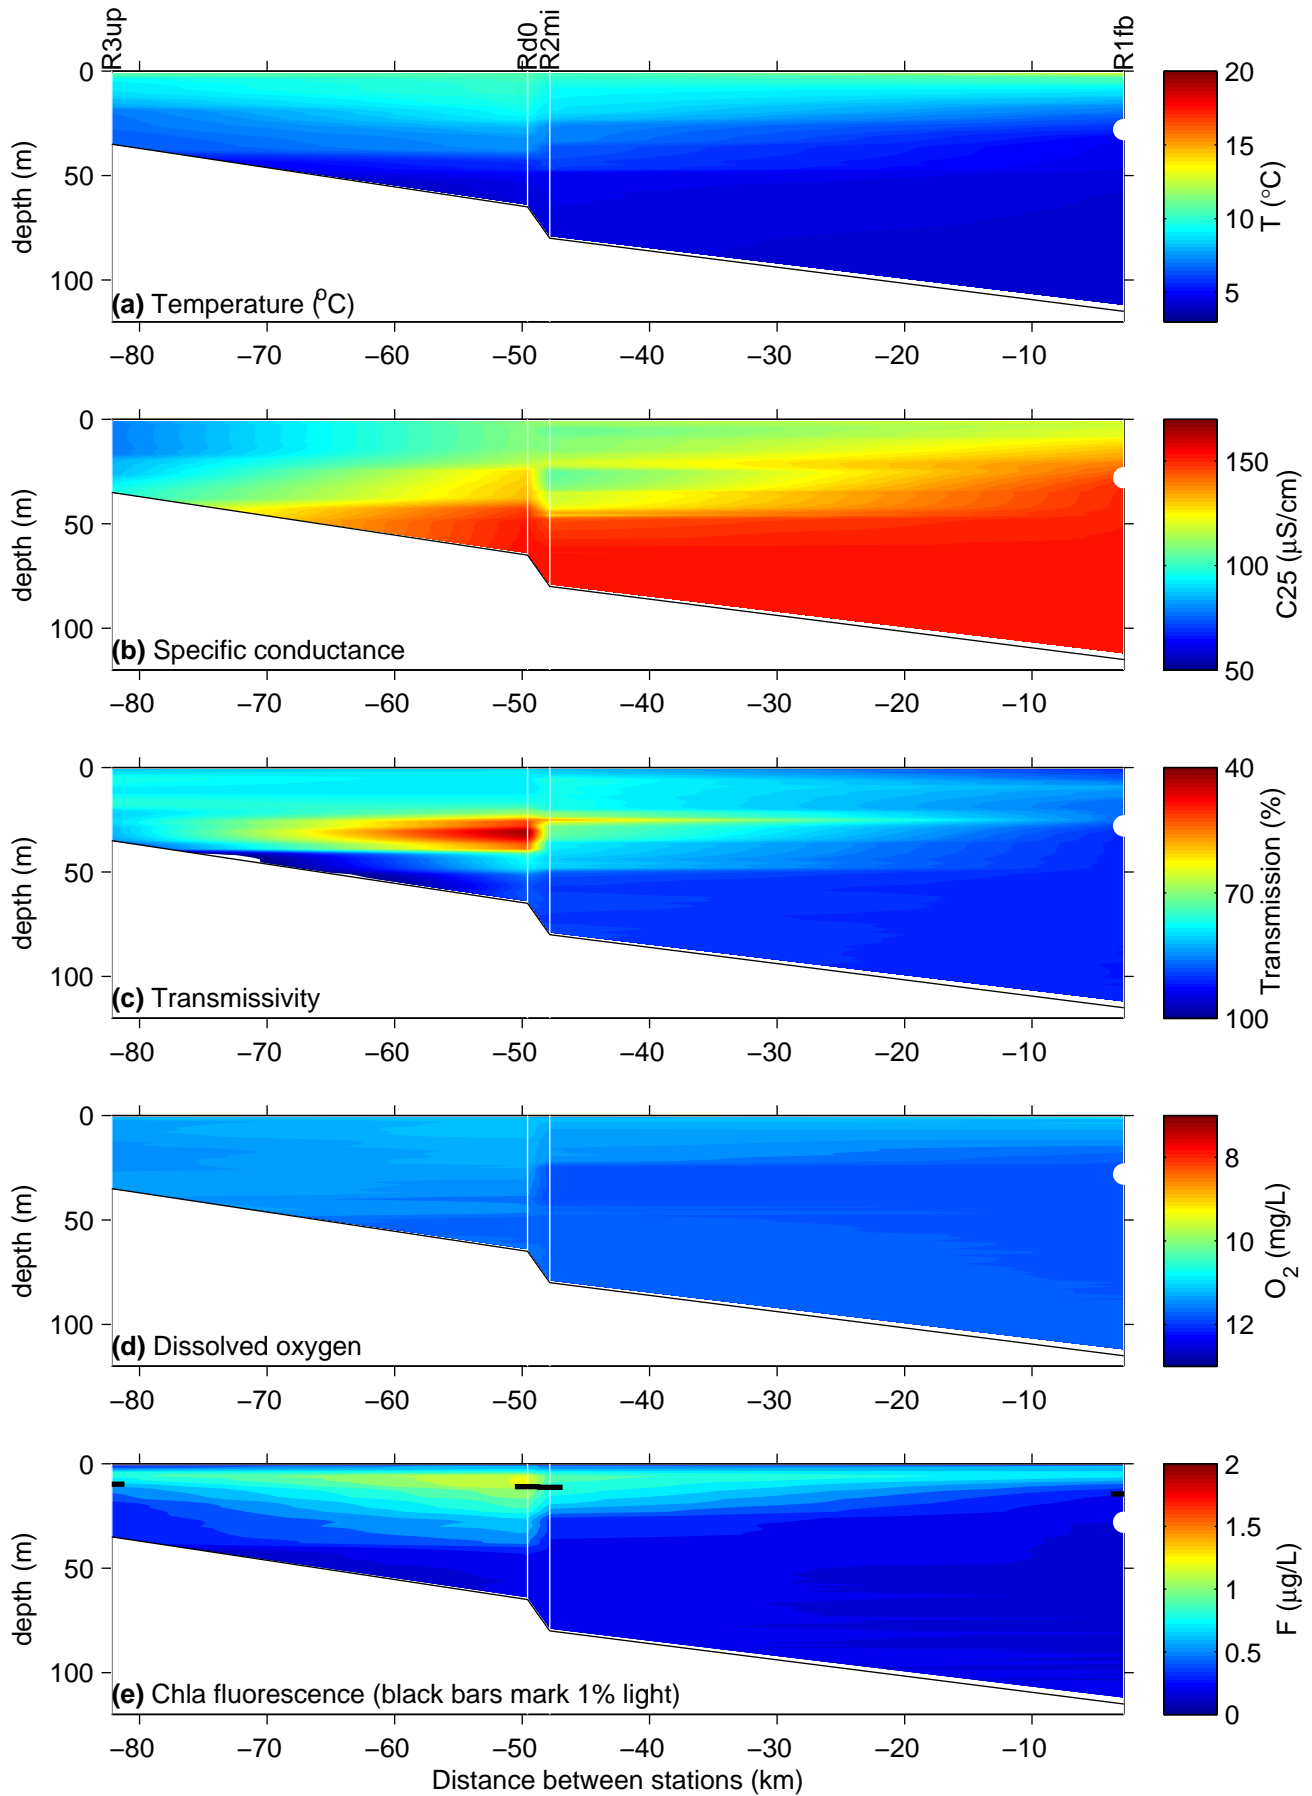 R3up Rd0 R2mi R1fb
0
50
100
depth (m)
(a) Temperature (ºC)
−80 −70 −60 −50 −40 −30 −20 −10
20
15
10
5
T (°C)
0
50
100
depth (m)
(b) Specific conductance
−80 −70 −60 −50 −40 −30 −20 −10
150
100
50
C25 (μS/cm)
0
50
100
depth (m)
(c) Transmissivity
−80 −70 −60 −50 −40 −30 −20 −10
40
70
100
Transmission (%)
0
50
100
depth (m)
(d) Dissolved oxygen
−80 −70 −60 −50 −40 −30 −20 −10
8
10
12
O₂ (mg/L)
0
50
100
depth (m)
(e) Chla fluorescence (black bars mark 1% light)
−80 −70 −60 −50 −40 −30 −20 −10
2
1.5
1
0.5
0
F (μg/L)
Distance between stations (km)